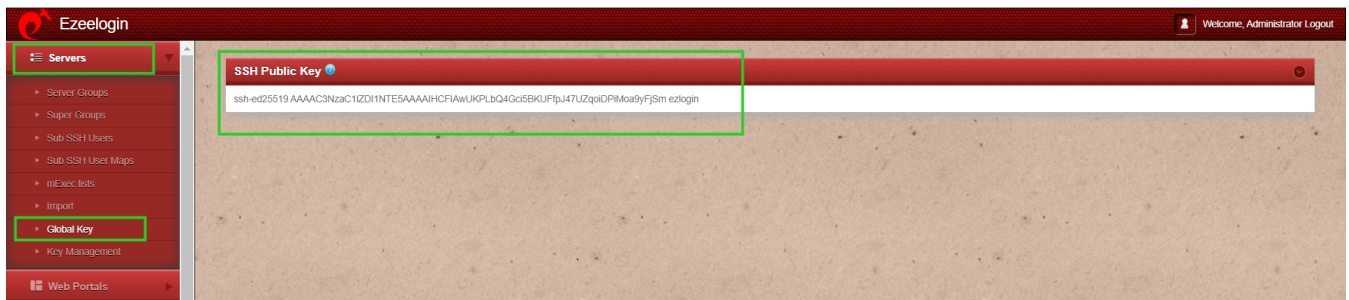 Ezeelogin
Welcome, Administrator Logout
Servers
Server Groups
Super Groups
Sub SSH Users
Sub SSH User Maps
mExec lists
Import
Global Key
Key Management
Web Portals
SSH Public Key
ssh-ed25519 AAAAC3NzaC1lZDI1NTE5AAAAIHCFIAwUKPLbQ4Gci5BKUFfpJ47UZqoiDPiMoa9yFjSm ezlogin